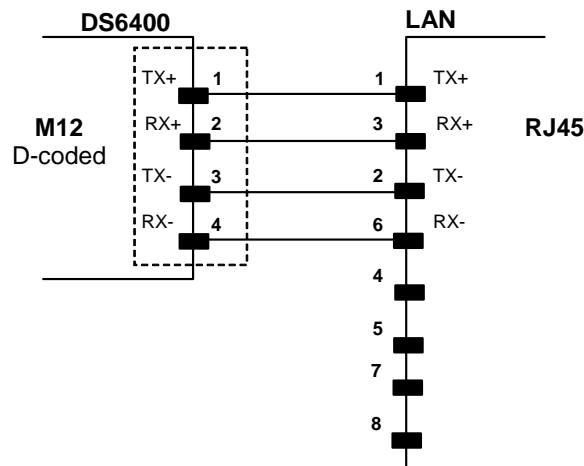 DS6400 LAN
TX+ 1 1 TX+
RX+ 2 3 RX+
M12 RJ45
D-coded
TX- 3 2 TX-
RX- 4 6 RX-
4
5
7
8